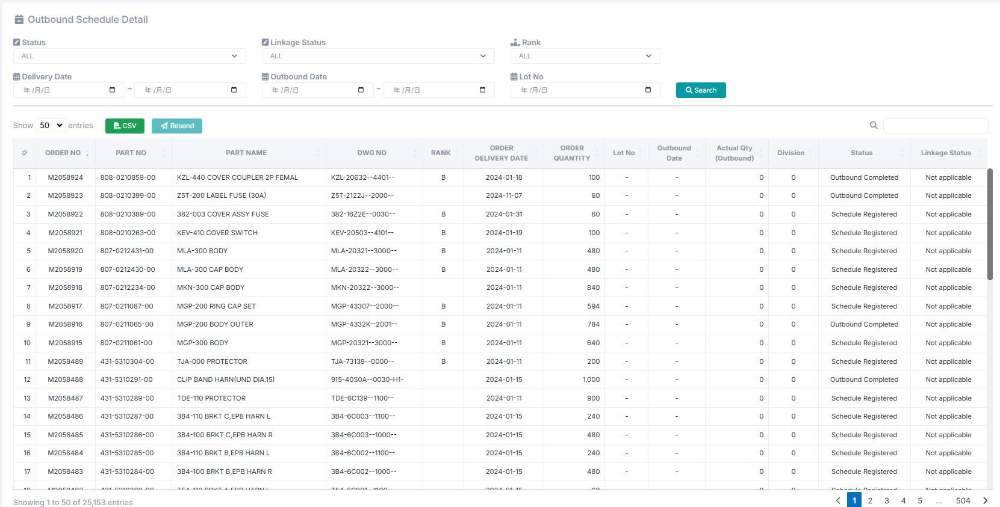 Outbound Schedule Detail
Status Linkage Status Rank
ALL ALL ALL
Delivery Date Outbound Date Lot No
年 /月/日 ~ 年 /月/日 年 /月/日 ~ 年 /月/日 年 /月/日 Search
Show 50 entries CSV Resend
ORDER NO PART NO PART NAME DWG NO RANK ORDER DELIVERY DATE ORDER QUANTITY Lot No Outbound Date Actual Qty (Outbound) Division Status Linkage Status
1 M2058924 808-0210859-00 KZL-440 COVER COUPLER 2P FEMAL KZL-20632--4401-- B 2024-01-18 100 - - 0 0 Outbound Completed Not applicable
2 M2058923 808-0210399-00 Z5T-200 LABEL FUSE (30A) Z5T-2122J--2000-- 2024-11-07 60 - - 0 0 Outbound Completed Not applicable
3 M2058922 808-0210389-00 382-003 COVER ASSY FUSE 382-16Z2E--0030-- B 2024-01-31 60 - - 0 0 Schedule Registered Not applicable
4 M2058921 808-0210263-00 KEV-410 COVER SWITCH KEV-20503--4101-- B 2024-01-19 100 - - 0 0 Schedule Registered Not applicable
5 M2058920 807-0212431-00 MLA-300 BODY MLA-20321--3000-- B 2024-01-11 480 - - 0 0 Schedule Registered Not applicable
6 M2058919 807-0212430-00 MLA-300 CAP BODY MLA-20322--3000-- B 2024-01-11 480 - - 0 0 Schedule Registered Not applicable
7 M2058918 807-0212234-00 MKN-300 CAP BODY MKN-20322--3000-- 2024-01-11 840 - - 0 0 Schedule Registered Not applicable
8 M2058917 807-0211087-00 MGP-200 RING CAP SET MGP-43307--2000-- B 2024-01-11 594 - - 0 0 Schedule Registered Not applicable
9 M2058916 807-0211065-00 MGP-200 BODY OUTER MGP-4332K--2001-- B 2024-01-11 784 - - 0 0 Outbound Completed Not applicable
10 M2058915 807-0211061-00 MGP-300 BODY MGP-20321--3000-- B 2024-01-11 640 - - 0 0 Schedule Registered Not applicable
11 M2058489 431-5310304-00 TJA-000 PROTECTOR TJA-73139--0000-- B 2024-01-11 200 - - 0 0 Schedule Registered Not applicable
12 M2058488 431-5310291-00 CLIP BAND HARN(UND DIA.15) 915-40S0A--0030-H1- 2024-01-15 1,000 - - 0 0 Outbound Completed Not applicable
13 M2058487 431-5310289-00 TDE-110 PROTECTOR TDE-6C139--1100-- 2024-01-11 900 - - 0 0 Schedule Registered Not applicable
14 M2058486 431-5310287-00 3B4-110 BRKT C,EPB HARN L 3B4-6C003--1100-- 2024-01-15 240 - - 0 0 Schedule Registered Not applicable
15 M2058485 431-5310286-00 3B4-100 BRKT C,EPB HARN R 3B4-6C003--1000-- 2024-01-15 480 - - 0 0 Schedule Registered Not applicable
16 M2058484 431-5310285-00 3B4-110 BRKT B,EPB HARN L 3B4-6C002--1100-- 2024-01-15 240 - - 0 0 Schedule Registered Not applicable
17 M2058483 431-5310284-00 3B4-100 BRKT B,EPB HARN R 3B4-6C002--1000-- 2024-01-15 480 - - 0 0 Schedule Registered Not applicable
Showing 1 to 50 of 25,153 entries 1 2 3 4 5 ... 504